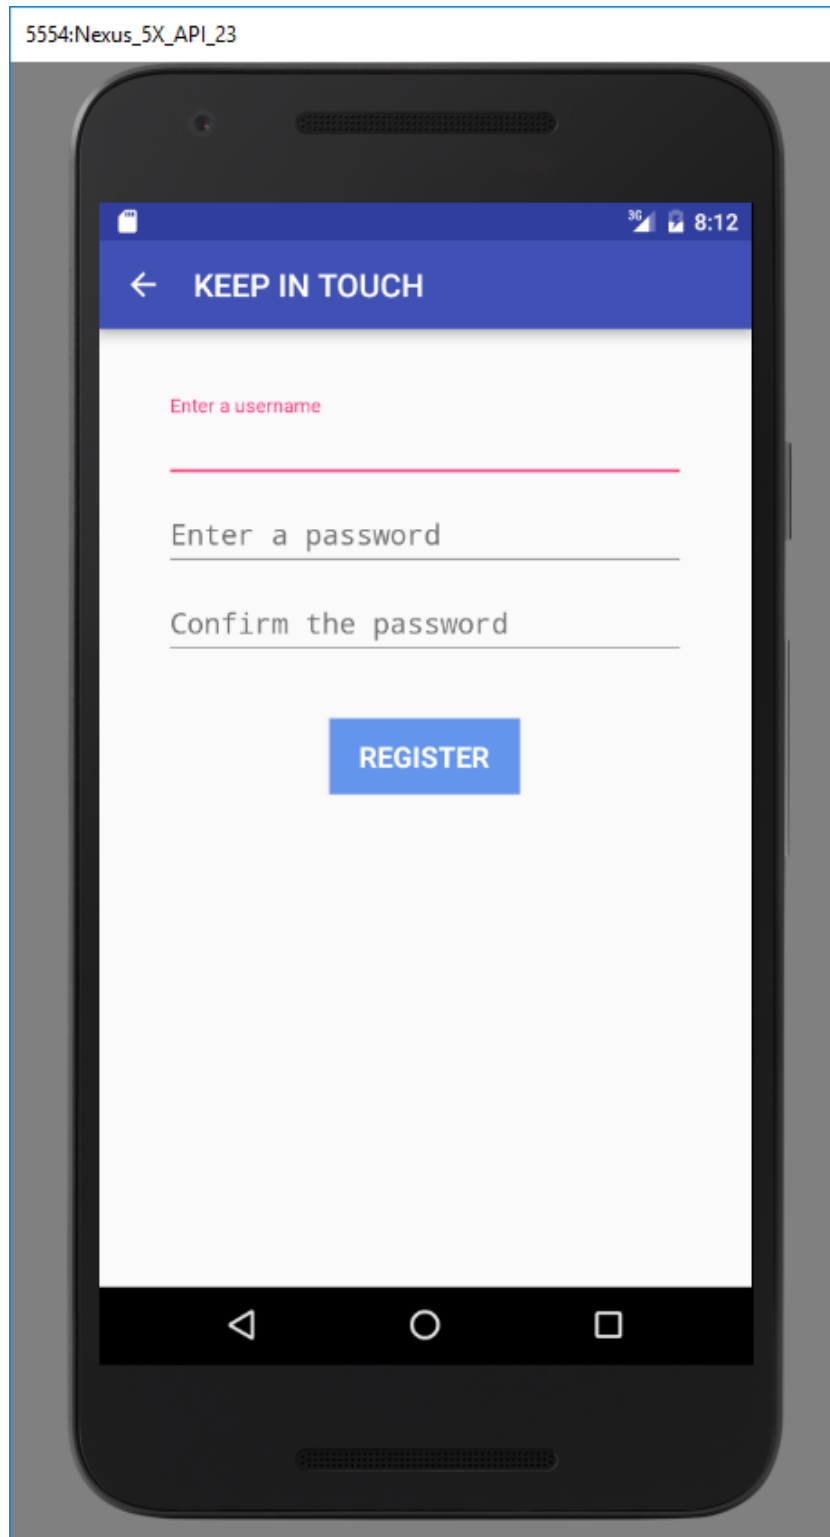 5554:Nexus_5X_API_23
3G 8:12
KEEP IN TOUCH
Enter a username
Enter a password
Confirm the password
REGISTER